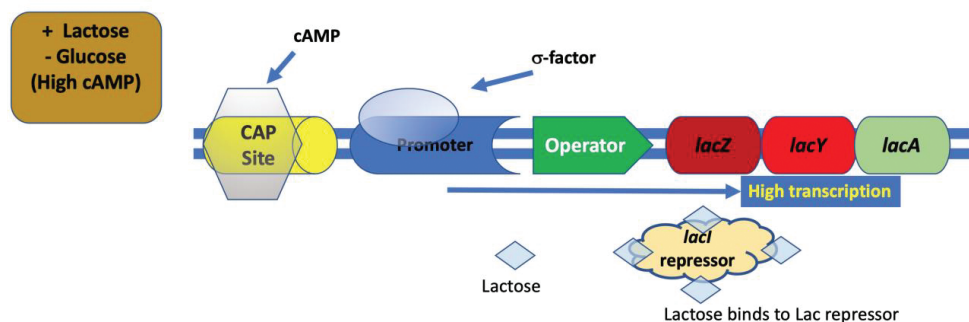 + Lactose
- Glucose
(High cAMP)
cAMP
σ-factor
CAP
Site
Promoter
Operator
lacZ
lacY
lacA
High transcription
lacI
repressor
Lactose
Lactose binds to Lac repressor